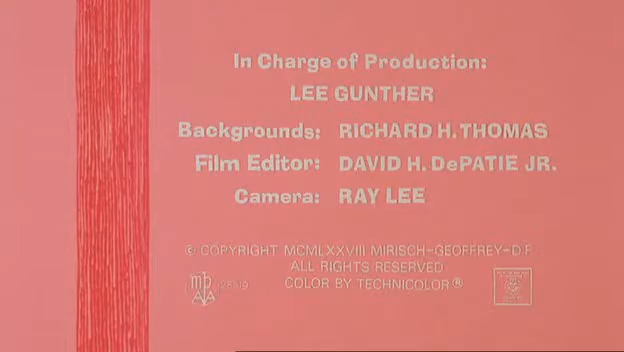 In Charge of Production:
LEE GUNTHER
Backgrounds: RICHARD H. THOMAS
Film Editor: DAVID H. DePATIE JR.
Camera: RAY LEE
© COPYRIGHT MCMLXXVIII MIRISCH-GEOFFREY-D.F.
ALL RIGHTS RESERVED
COLOR BY TECHNICOLOR®